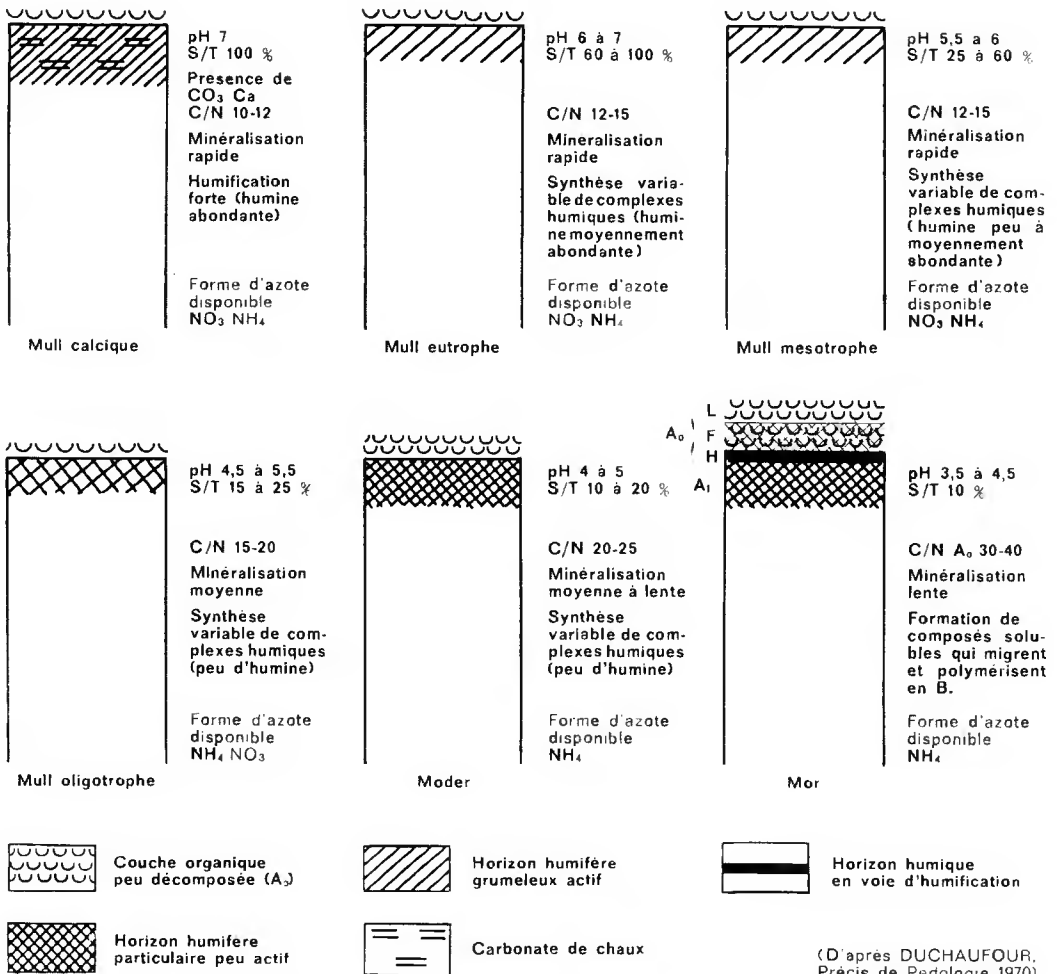 pH 7
S/T 100 %
Presence de
CO₃ Ca
C/N 10-12
Minéralisation
rapide
Humification
forte (humine
abondante)
Forme d'azote
disponible
NO₃ NH₄
Mull calcique
pH 6 à 7
S/T 60 à 100 %
C/N 12-15
Mineralisation
rapide
Synthèse varia-
ble de complexes
humiques (humi-
ne moyennement
abondante)
Forme d'azote
disponible
NO₃ NH₄
Mull eutrophe
pH 5,5 a 6
S/T 25 à 60 %
C/N 12-15
Minéralisation
rapide
Synthèse
variable de com-
plexes humiques
(humine peu à
moyennement
abondante)
Forme d'azote
disponible
NO₃ NH₄
Mull mesotrophe
pH 4,5 à 5,5
S/T 15 à 25 %
C/N 15-20
Minéralisation
moyenne
Synthèse
variable de com-
plexes humiques
(peu d'humine)
Forme d'azote
disponible
NH₄ NO₃
Mull oligotrophe
pH 4 à 5
S/T 10 à 20 %
C/N 20-25
Minéralisation
moyenne à lente
Synthèse
variable de com-
plexes humiques
(peu d'humine)
Forme d'azote
disponible
NH₄
Moder
L
A₀ F
H
A₁
pH 3,5 à 4,5
S/T 10 %
C/N A₀ 30-40
Minéralisation
lente
Formation de
composés solu-
bles qui migrent
et polymérisent
en B.
Forme d'azote
disponible
NH₄
Mor
Couche organique
peu décomposée (A₀)
Horizon humifère
grumeleux actif
Horizon humique
en voie d'humification
Horizon humifère
particulaire peu actif
Carbonate de chaux
(D'après DUCHAUFOUR,
Précis de Pedologie 1970)